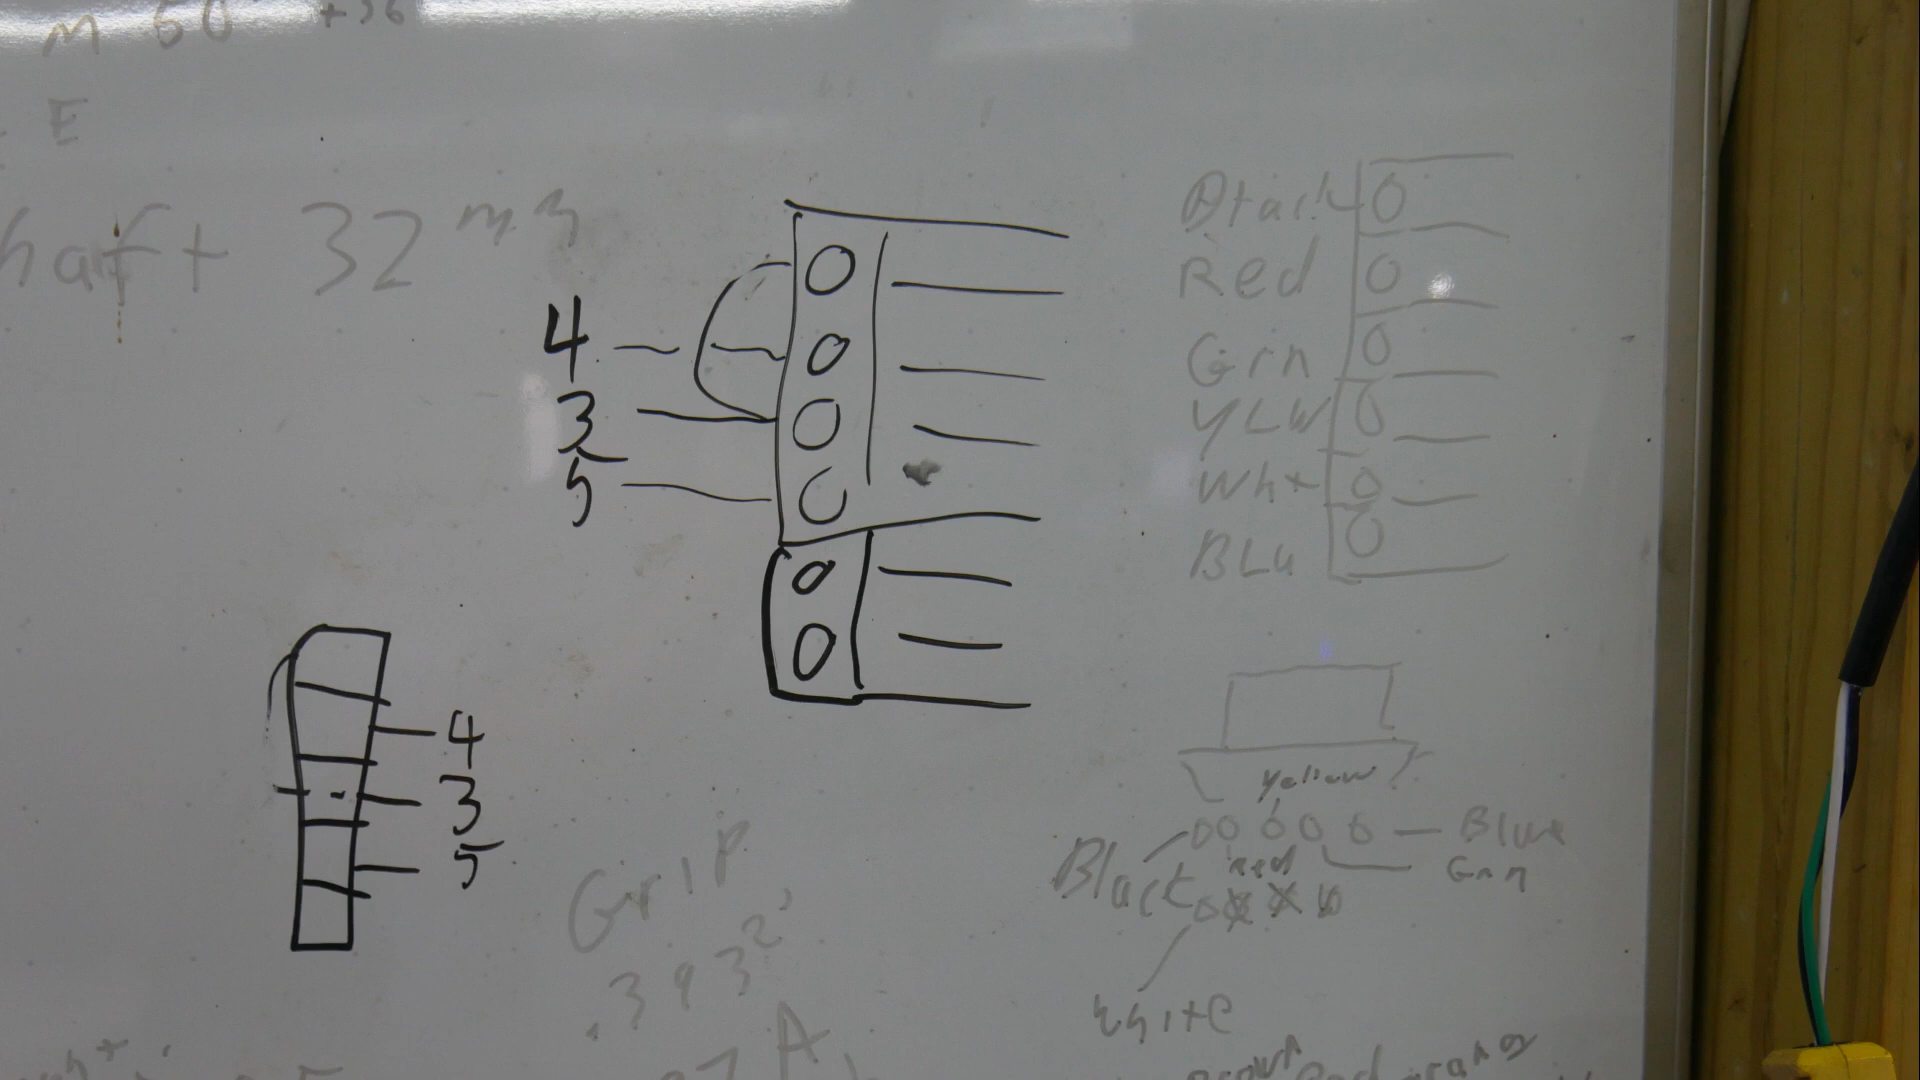 M 60 +36
E
haft 32 mm
4
3
5
4
3
5
Black
Red
Grn
YLW
Wht
BLu
Yellow
Blue
Black
Red
Grn
White
Grip
.393
A